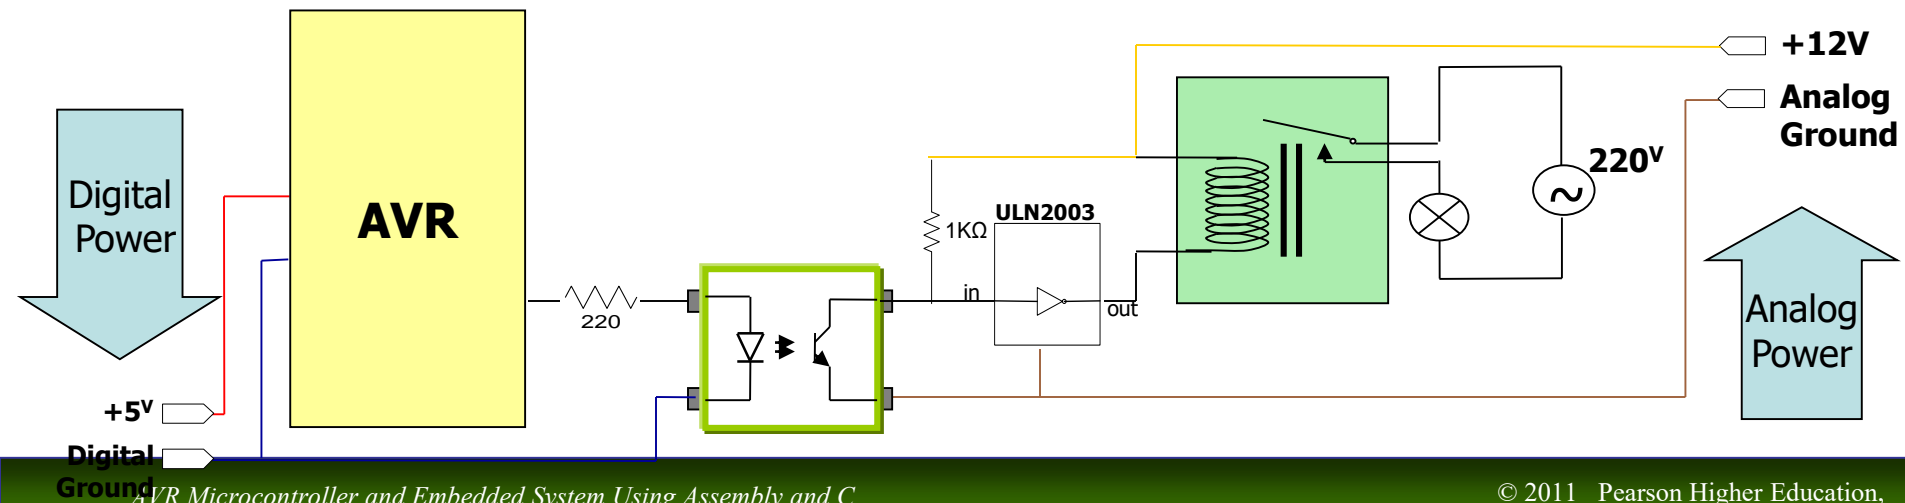 +12V
Analog
Ground
220V
Digital
Power
AVR
ULN2003
1KΩ
in
out
220
Analog
Power
+5V
Digital
Ground
AVR Microcontroller and Embedded System Using Assembly and C
© 2011 Pearson Higher Education,